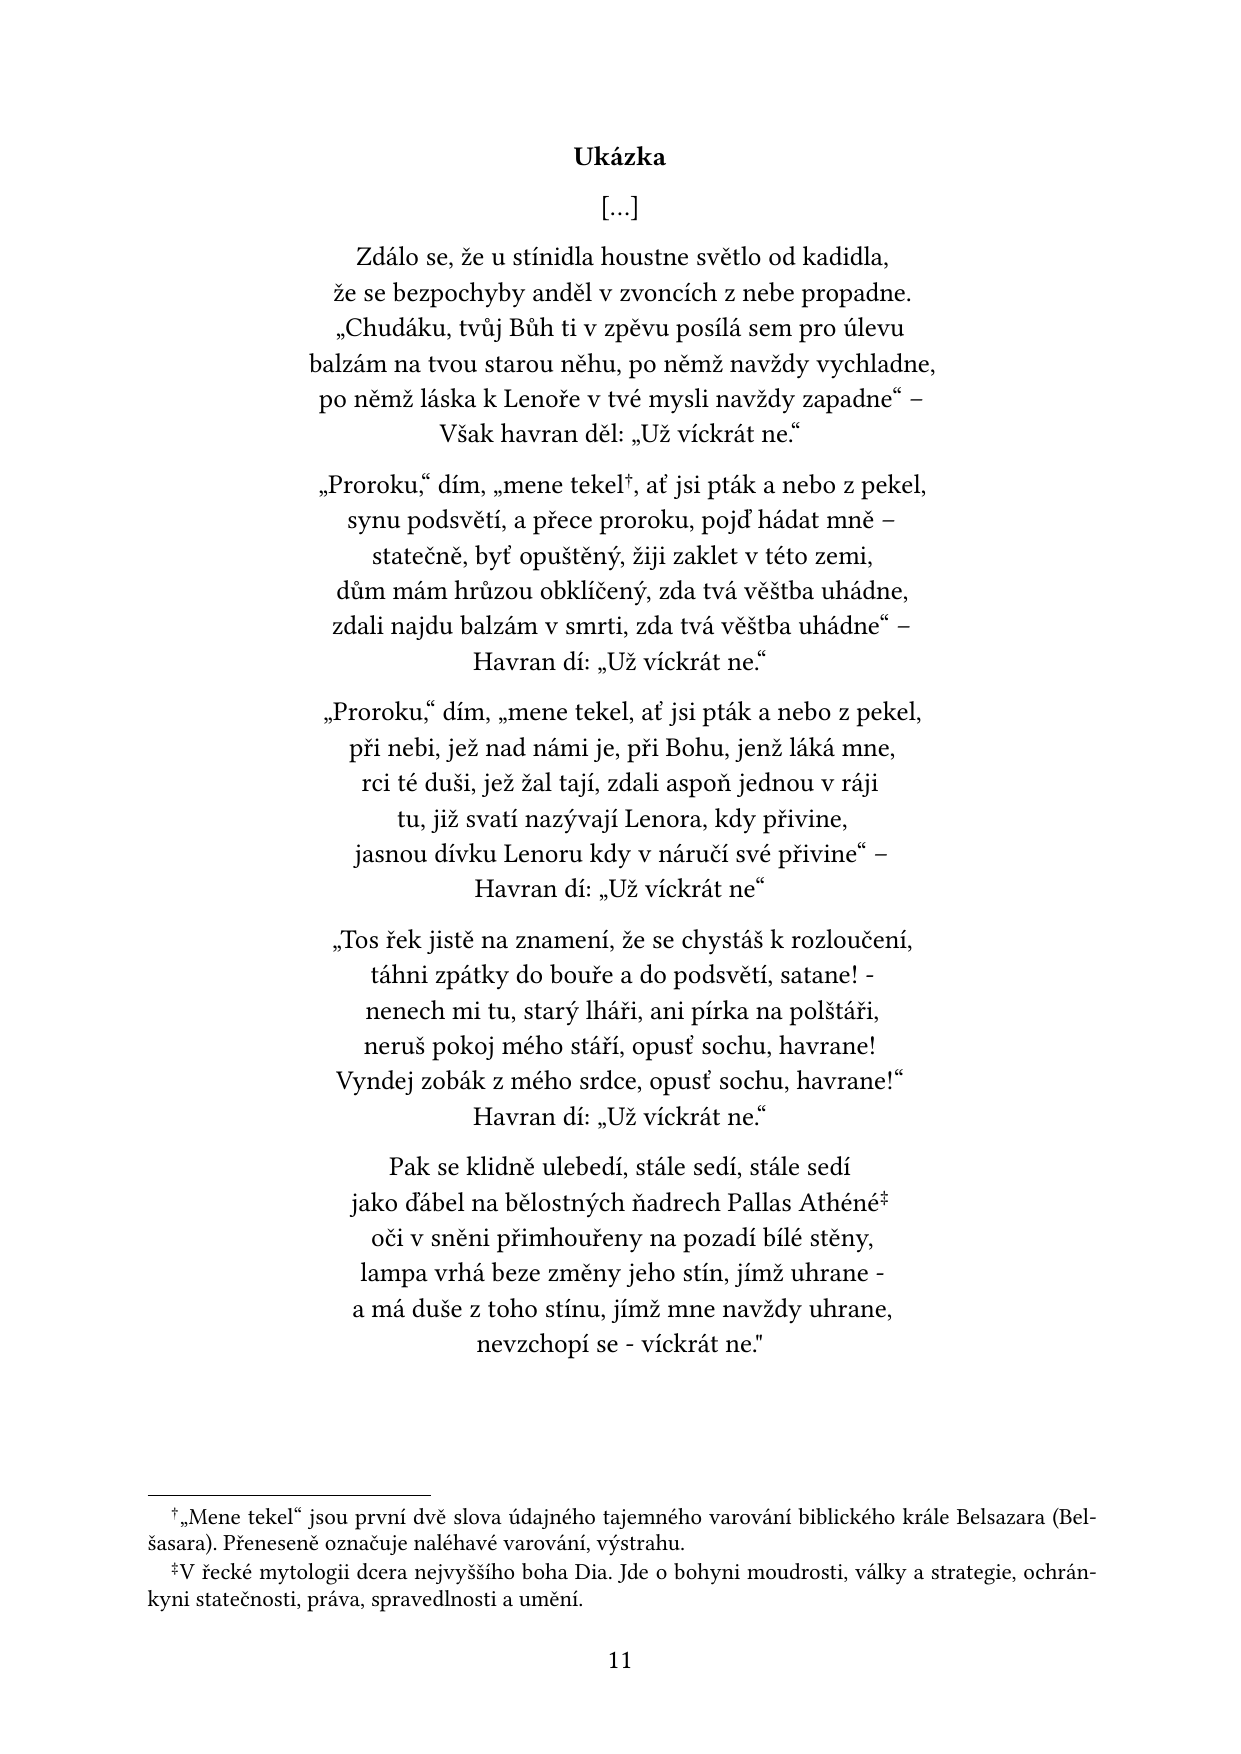 Ukázka
[…]
Zdálo se, že u stínidla houstne světlo od kadidla,
že se bezpochyby anděl v zvoncích z nebe propadne.
„Chudáku, tvůj Bůh ti v zpěvu posílá sem pro úlevu
balzám na tvou starou něhu, po němž navždy vychladne,
po němž láska k Lenoře v tvé mysli navždy zapadne“ –
Však havran děl: „Už víckrát ne.“
„Proroku,“ dím, „mene tekel†, ať jsi pták a nebo z pekel,
synu podsvětí, a přece proroku, pojď hádat mně –
statečně, byť opuštěný, žiji zaklet v této zemi,
dům mám hrůzou obklíčený, zda tvá věštba uhádne,
zdali najdu balzám v smrti, zda tvá věštba uhádne“ –
Havran dí: „Už víckrát ne.“
„Proroku,“ dím, „mene tekel, ať jsi pták a nebo z pekel,
při nebi, jež nad námi je, při Bohu, jenž láká mne,
rci té duši, jež žal tají, zdali aspoň jednou v ráji
tu, již svatí nazývají Lenora, kdy přivine,
jasnou dívku Lenoru kdy v náručí své přivine“ –
Havran dí: „Už víckrát ne“
„Tos řek jistě na znamení, že se chystáš k rozloučení,
táhni zpátky do bouře a do podsvětí, satane! -
nenech mi tu, starý lháři, ani pírka na polštáři,
neruš pokoj mého stáří, opusť sochu, havrane!
Vyndej zobák z mého srdce, opusť sochu, havrane!“
Havran dí: „Už víckrát ne.“
Pak se klidně ulebedí, stále sedí, stále sedí
jako ďábel na bělostných ňadrech Pallas Athéné‡
oči v sněni přimhouřeny na pozadí bílé stěny,
lampa vrhá beze změny jeho stín, jímž uhrane -
a má duše z toho stínu, jímž mne navždy uhrane,
nevzchopí se - víckrát ne."
†„Mene tekel“ jsou první dvě slova údajného tajemného varování biblického krále Belsazara (Bel-
šasara). Přeneseně označuje naléhavé varování, výstrahu.
‡V řecké mytologii dcera nejvyššího boha Dia. Jde o bohyni moudrosti, války a strategie, ochrán-
kyni statečnosti, práva, spravedlnosti a umění.
11